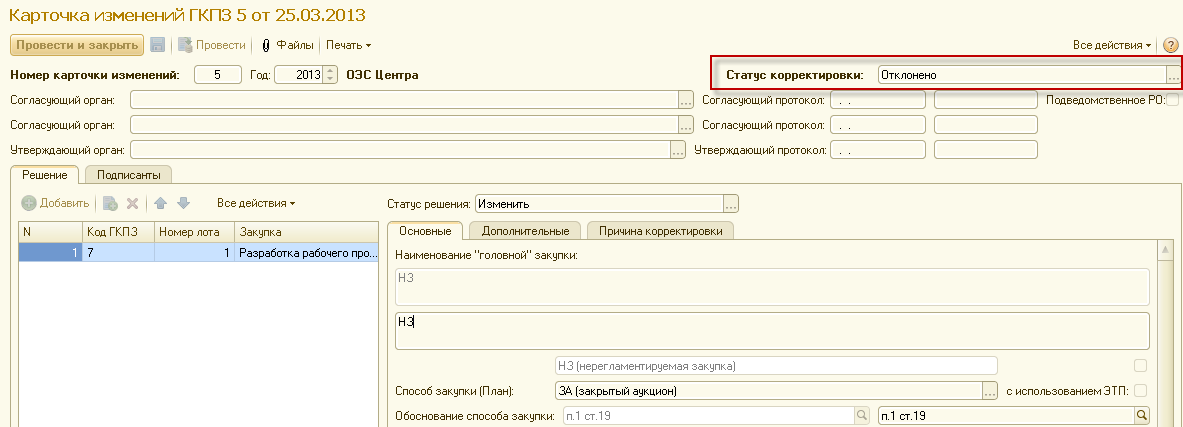 Карточка изменений ГКПЗ 5 от 25.03.2013
Провести и закрыть Провести Файлы Печать Все действия ?
Номер карточки изменений: 5 Год: 2013 ОЭС Центра Статус корректировки: Отклонено ...
Согласующий орган: ... Согласующий протокол: . . Подведомственное РО:
Согласующий орган: ... Согласующий протокол: . .
Утверждающий орган: ... Утверждающий протокол: . .
Решение Подписанты
Добавить Все действия Статус решения: Изменить ...
N Код ГКПЗ Номер лота Закупка Основные Дополнительные Причина корректировки
1 7 1 Разработка рабочего про... Наименование "головной" закупки:
НЗ
НЗ
НЗ (нерегламентируемая закупка)
Способ закупки (План): ЗА (закрытый аукцион) ... с использованием ЭТП:
Обоснование способа закупки: п.1 ст.19 п.1 ст.19